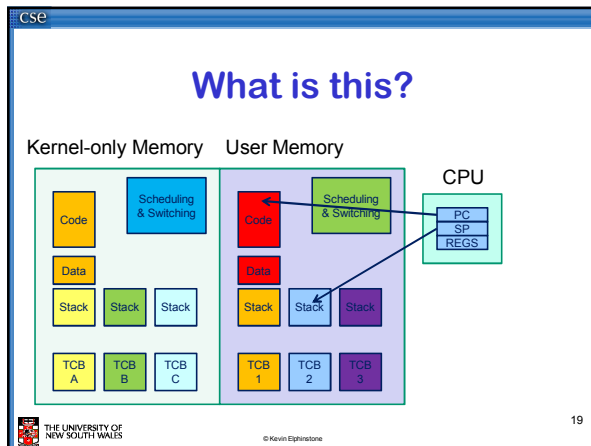 cse
What is this?
Kernel-only Memory
User Memory
CPU
Scheduling
& Switching
Code
Data
Stack
Stack
Stack
TCB
A
TCB
B
TCB
C
Scheduling
& Switching
Code
Data
Stack
Stack
Stack
TCB
1
TCB
2
TCB
3
PC
SP
REGS
THE UNIVERSITY OF
NEW SOUTH WALES
© Kevin Elphinstone
19